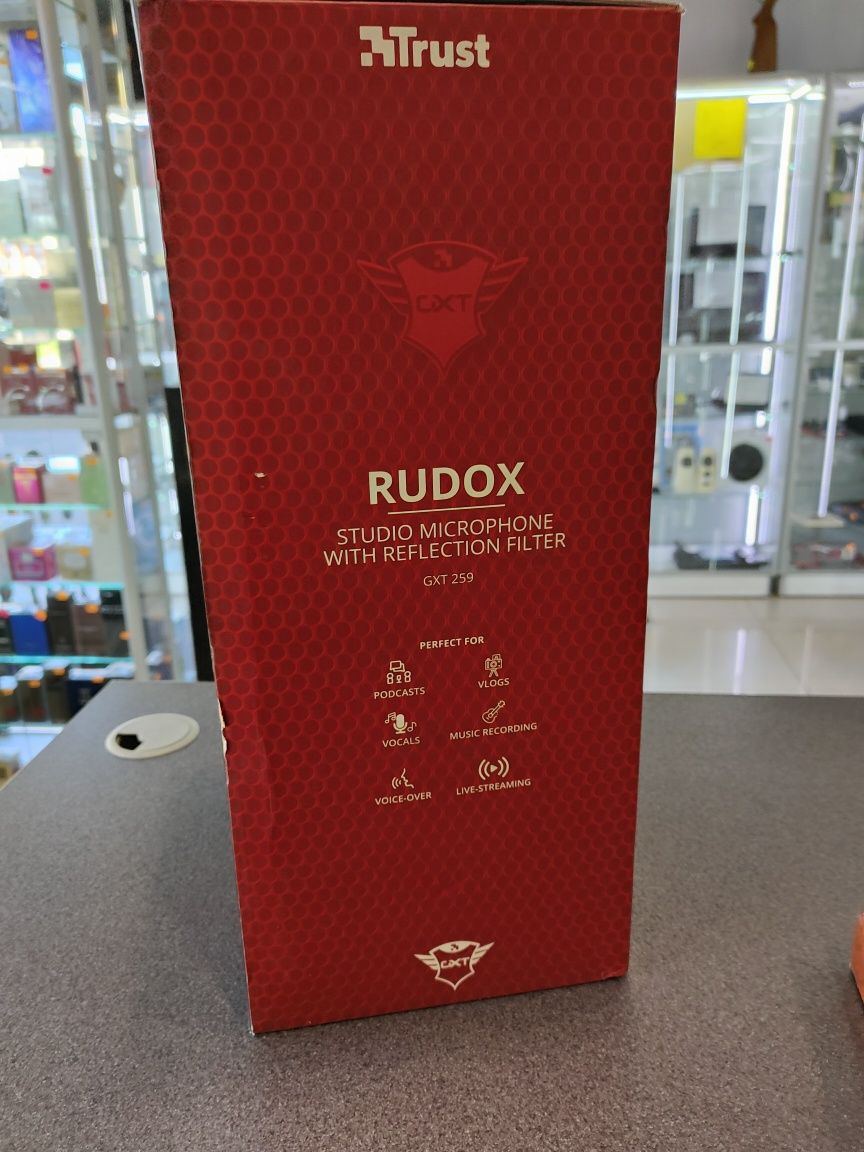 Trust
GXT
RUDOX
STUDIO MICROPHONE
WITH REFLECTION FILTER
GXT 259
PERFECT FOR
PODCASTS
VLOGS
VOCALS
MUSIC RECORDING
VOICE-OVER
LIVE-STREAMING
GXT